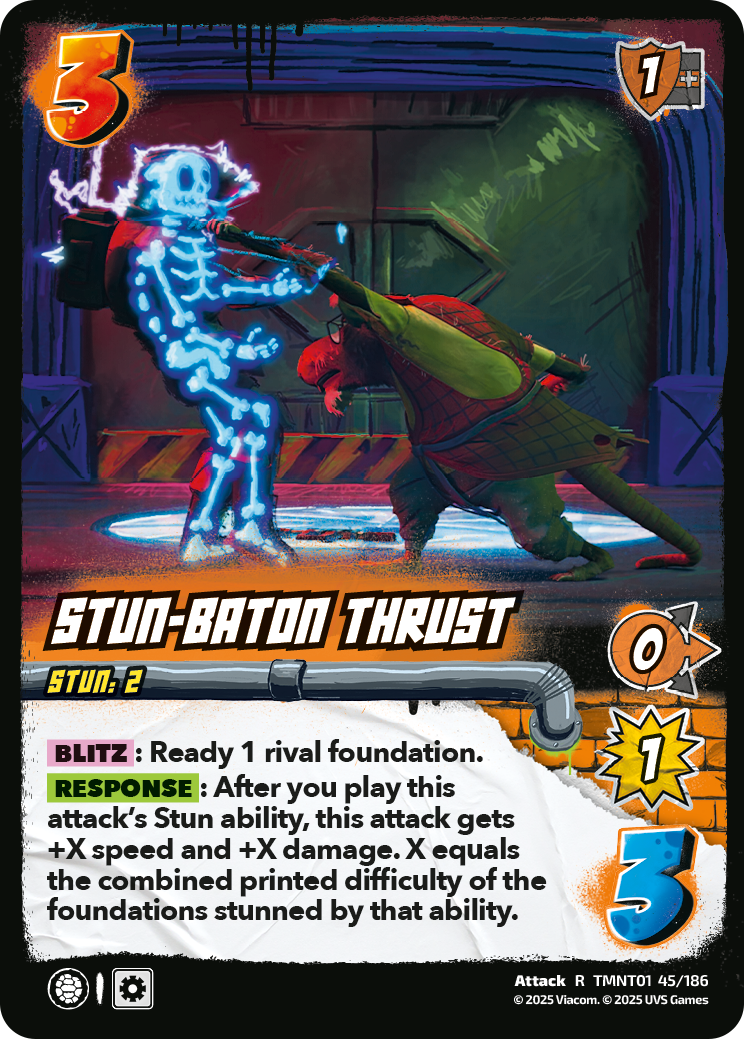 3
1
STUN-BATON THRUST
STUN: 2
0
1
BLITZ : Ready 1 rival foundation.
RESPONSE : After you play this
attack's Stun ability, this attack gets
+X speed and +X damage. X equals
the combined printed difficulty of the
foundations stunned by that ability.
3
Attack R TMNT01 45/186
© 2025 Viacom. © 2025 UVS Games